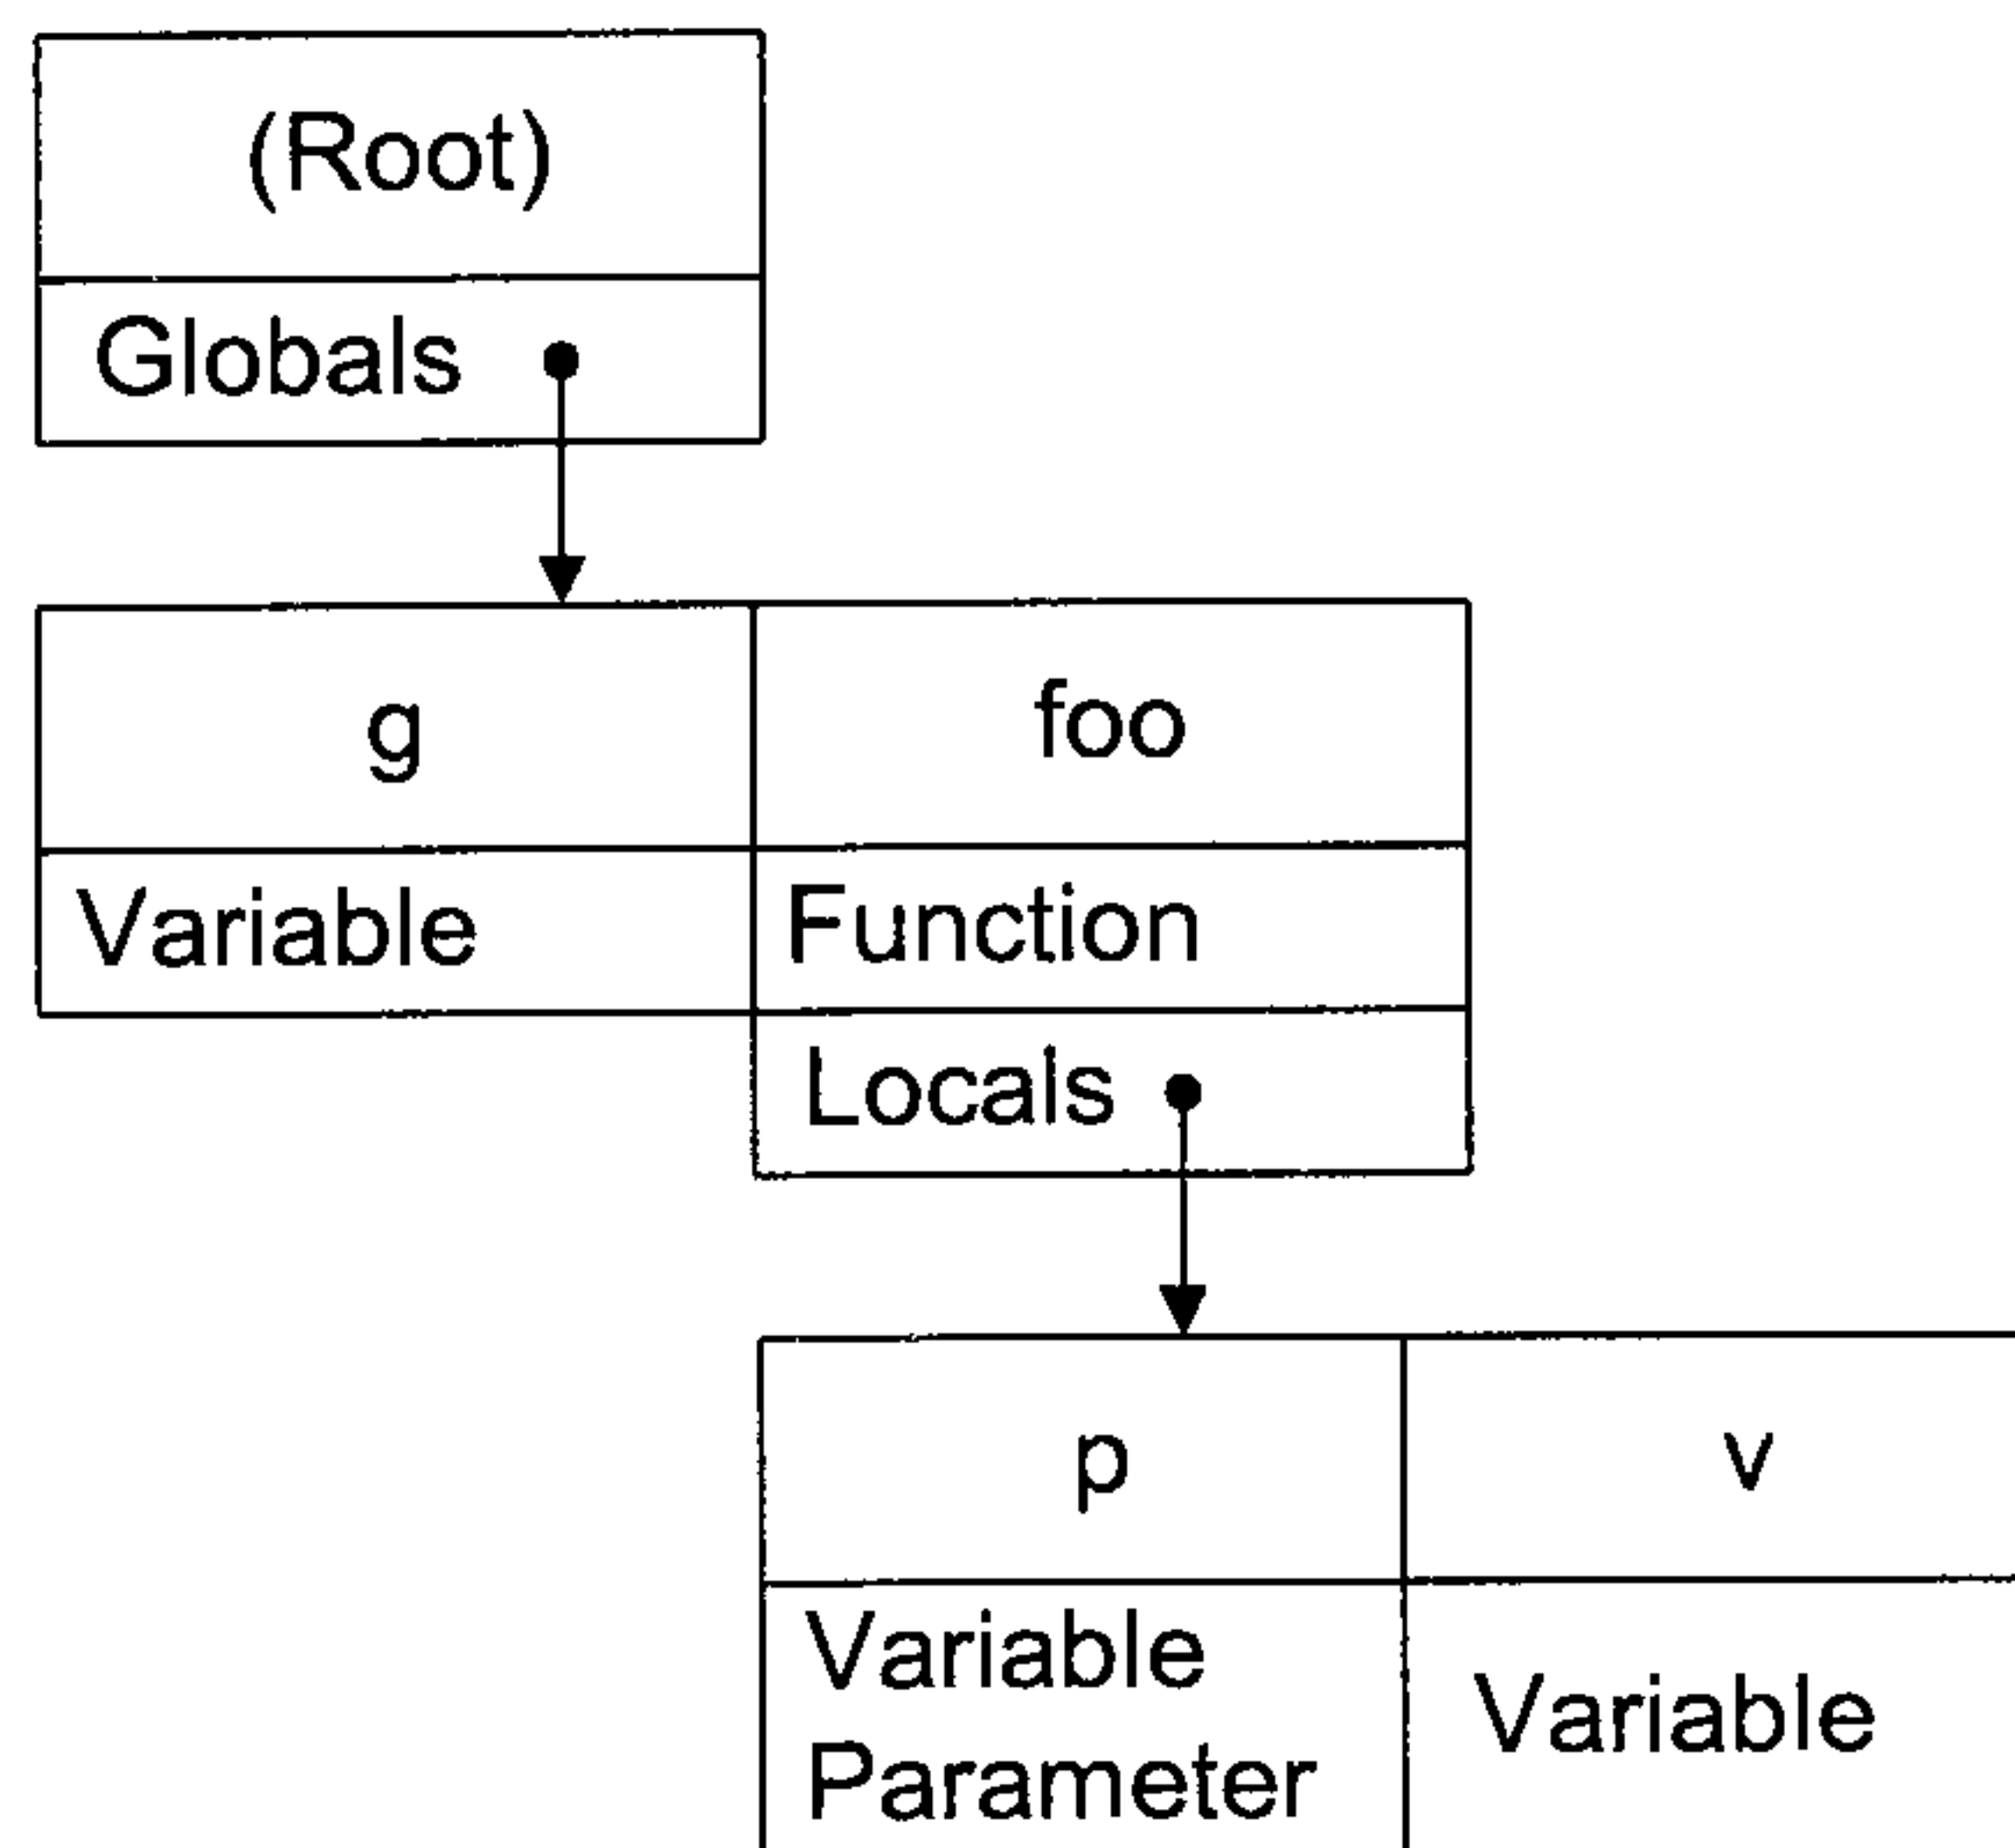 (Root)
Globals
g
foo
Variable
Function
Locals
p
v
Variable
Parameter
Variable